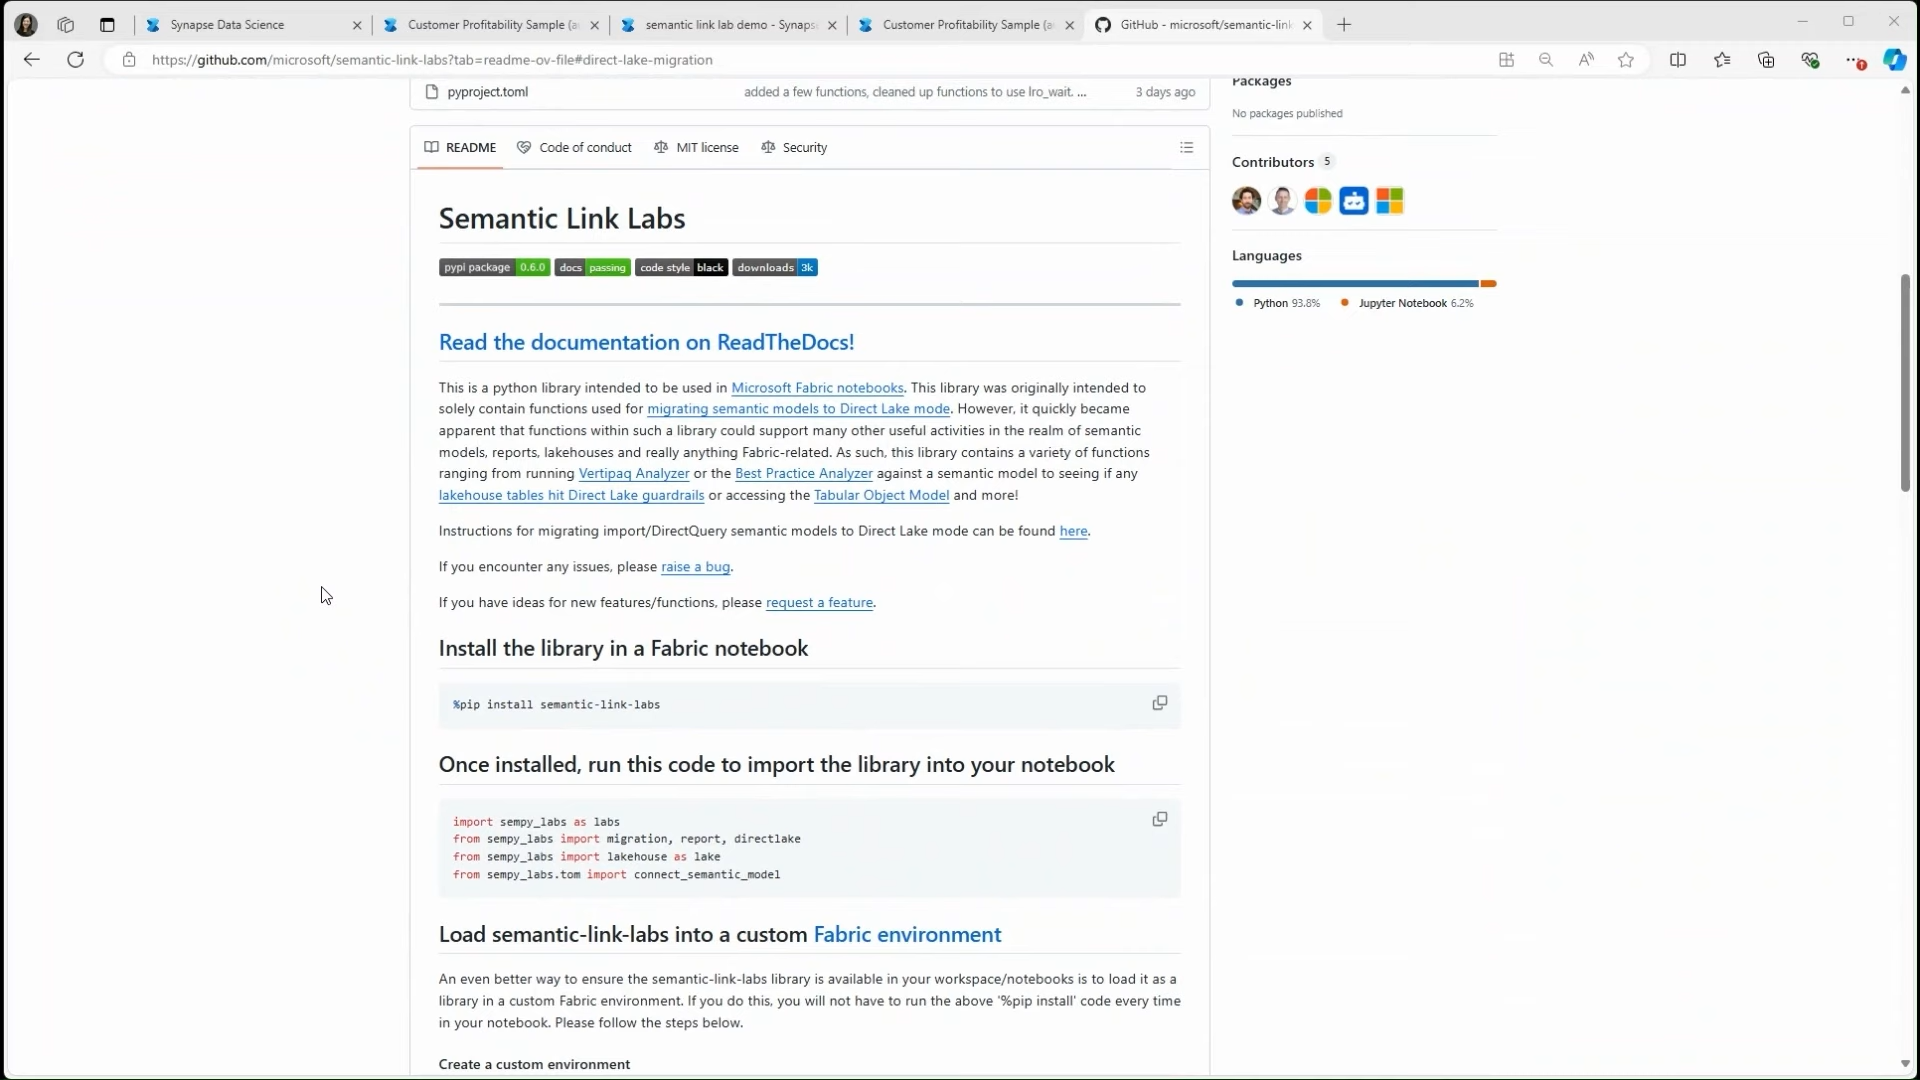 Synapse Data Science
Customer Profitability Sample (a
semantic link lab demo - Synaps
Customer Profitability Sample (a
GitHub - microsoft/semantic-link
https://github.com/microsoft/semantic-link-labs?tab=readme-ov-file#direct-lake-migration
pyproject.toml
added a few functions, cleaned up functions to use lro_wait. ...
3 days ago
Packages
No packages published
README
Code of conduct
MIT license
Security
Contributors 5
Semantic Link Labs
pypi package 0.6.0 docs passing code style black downloads 3k
Languages
Python 93.8% Jupyter Notebook 6.2%
Read the documentation on ReadTheDocs!
This is a python library intended to be used in Microsoft Fabric notebooks. This library was originally intended to
solely contain functions used for migrating semantic models to Direct Lake mode. However, it quickly became
apparent that functions within such a library could support many other useful activities in the realm of semantic
models, reports, lakehouses and really anything Fabric-related. As such, this library contains a variety of functions
ranging from running Vertipaq Analyzer or the Best Practice Analyzer against a semantic model to seeing if any
lakehouse tables hit Direct Lake guardrails or accessing the Tabular Object Model and more!
Instructions for migrating import/DirectQuery semantic models to Direct Lake mode can be found here.
If you encounter any issues, please raise a bug.
If you have ideas for new features/functions, please request a feature.
Install the library in a Fabric notebook
%pip install semantic-link-labs
Once installed, run this code to import the library into your notebook
import sempy_labs as labs
from sempy_labs import migration, report, directlake
from sempy_labs import lakehouse as lake
from sempy_labs.tom import connect_semantic_model
Load semantic-link-labs into a custom Fabric environment
An even better way to ensure the semantic-link-labs library is available in your workspace/notebooks is to load it as a
library in a custom Fabric environment. If you do this, you will not have to run the above '%pip install' code every time
in your notebook. Please follow the steps below.
Create a custom environment